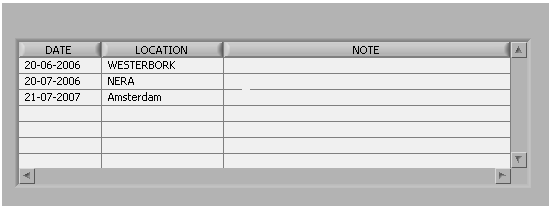 DATE LOCATION NOTE
20-06-2006 WESTERBORK
20-07-2006 NERA
21-07-2007 Amsterdam